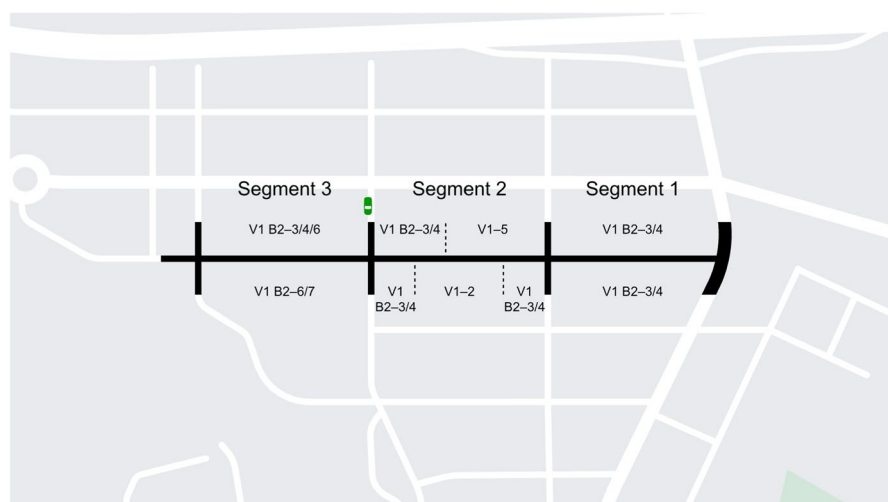 Segment 3
Segment 2
Segment 1
V1 B2–3/4/6
V1 B2–3/4
V1–5
V1 B2–3/4
V1 B2–6/7
V1
B2–3/4
V1–2
V1
B2–3/4
V1 B2–3/4